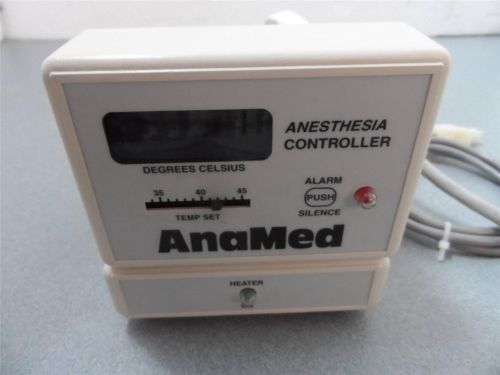 ANESTHESIA
CONTROLLER
DEGREES CELSIUS
35 40 45
TEMP SET
ALARM
PUSH
SILENCE
AnaMed
HEATER